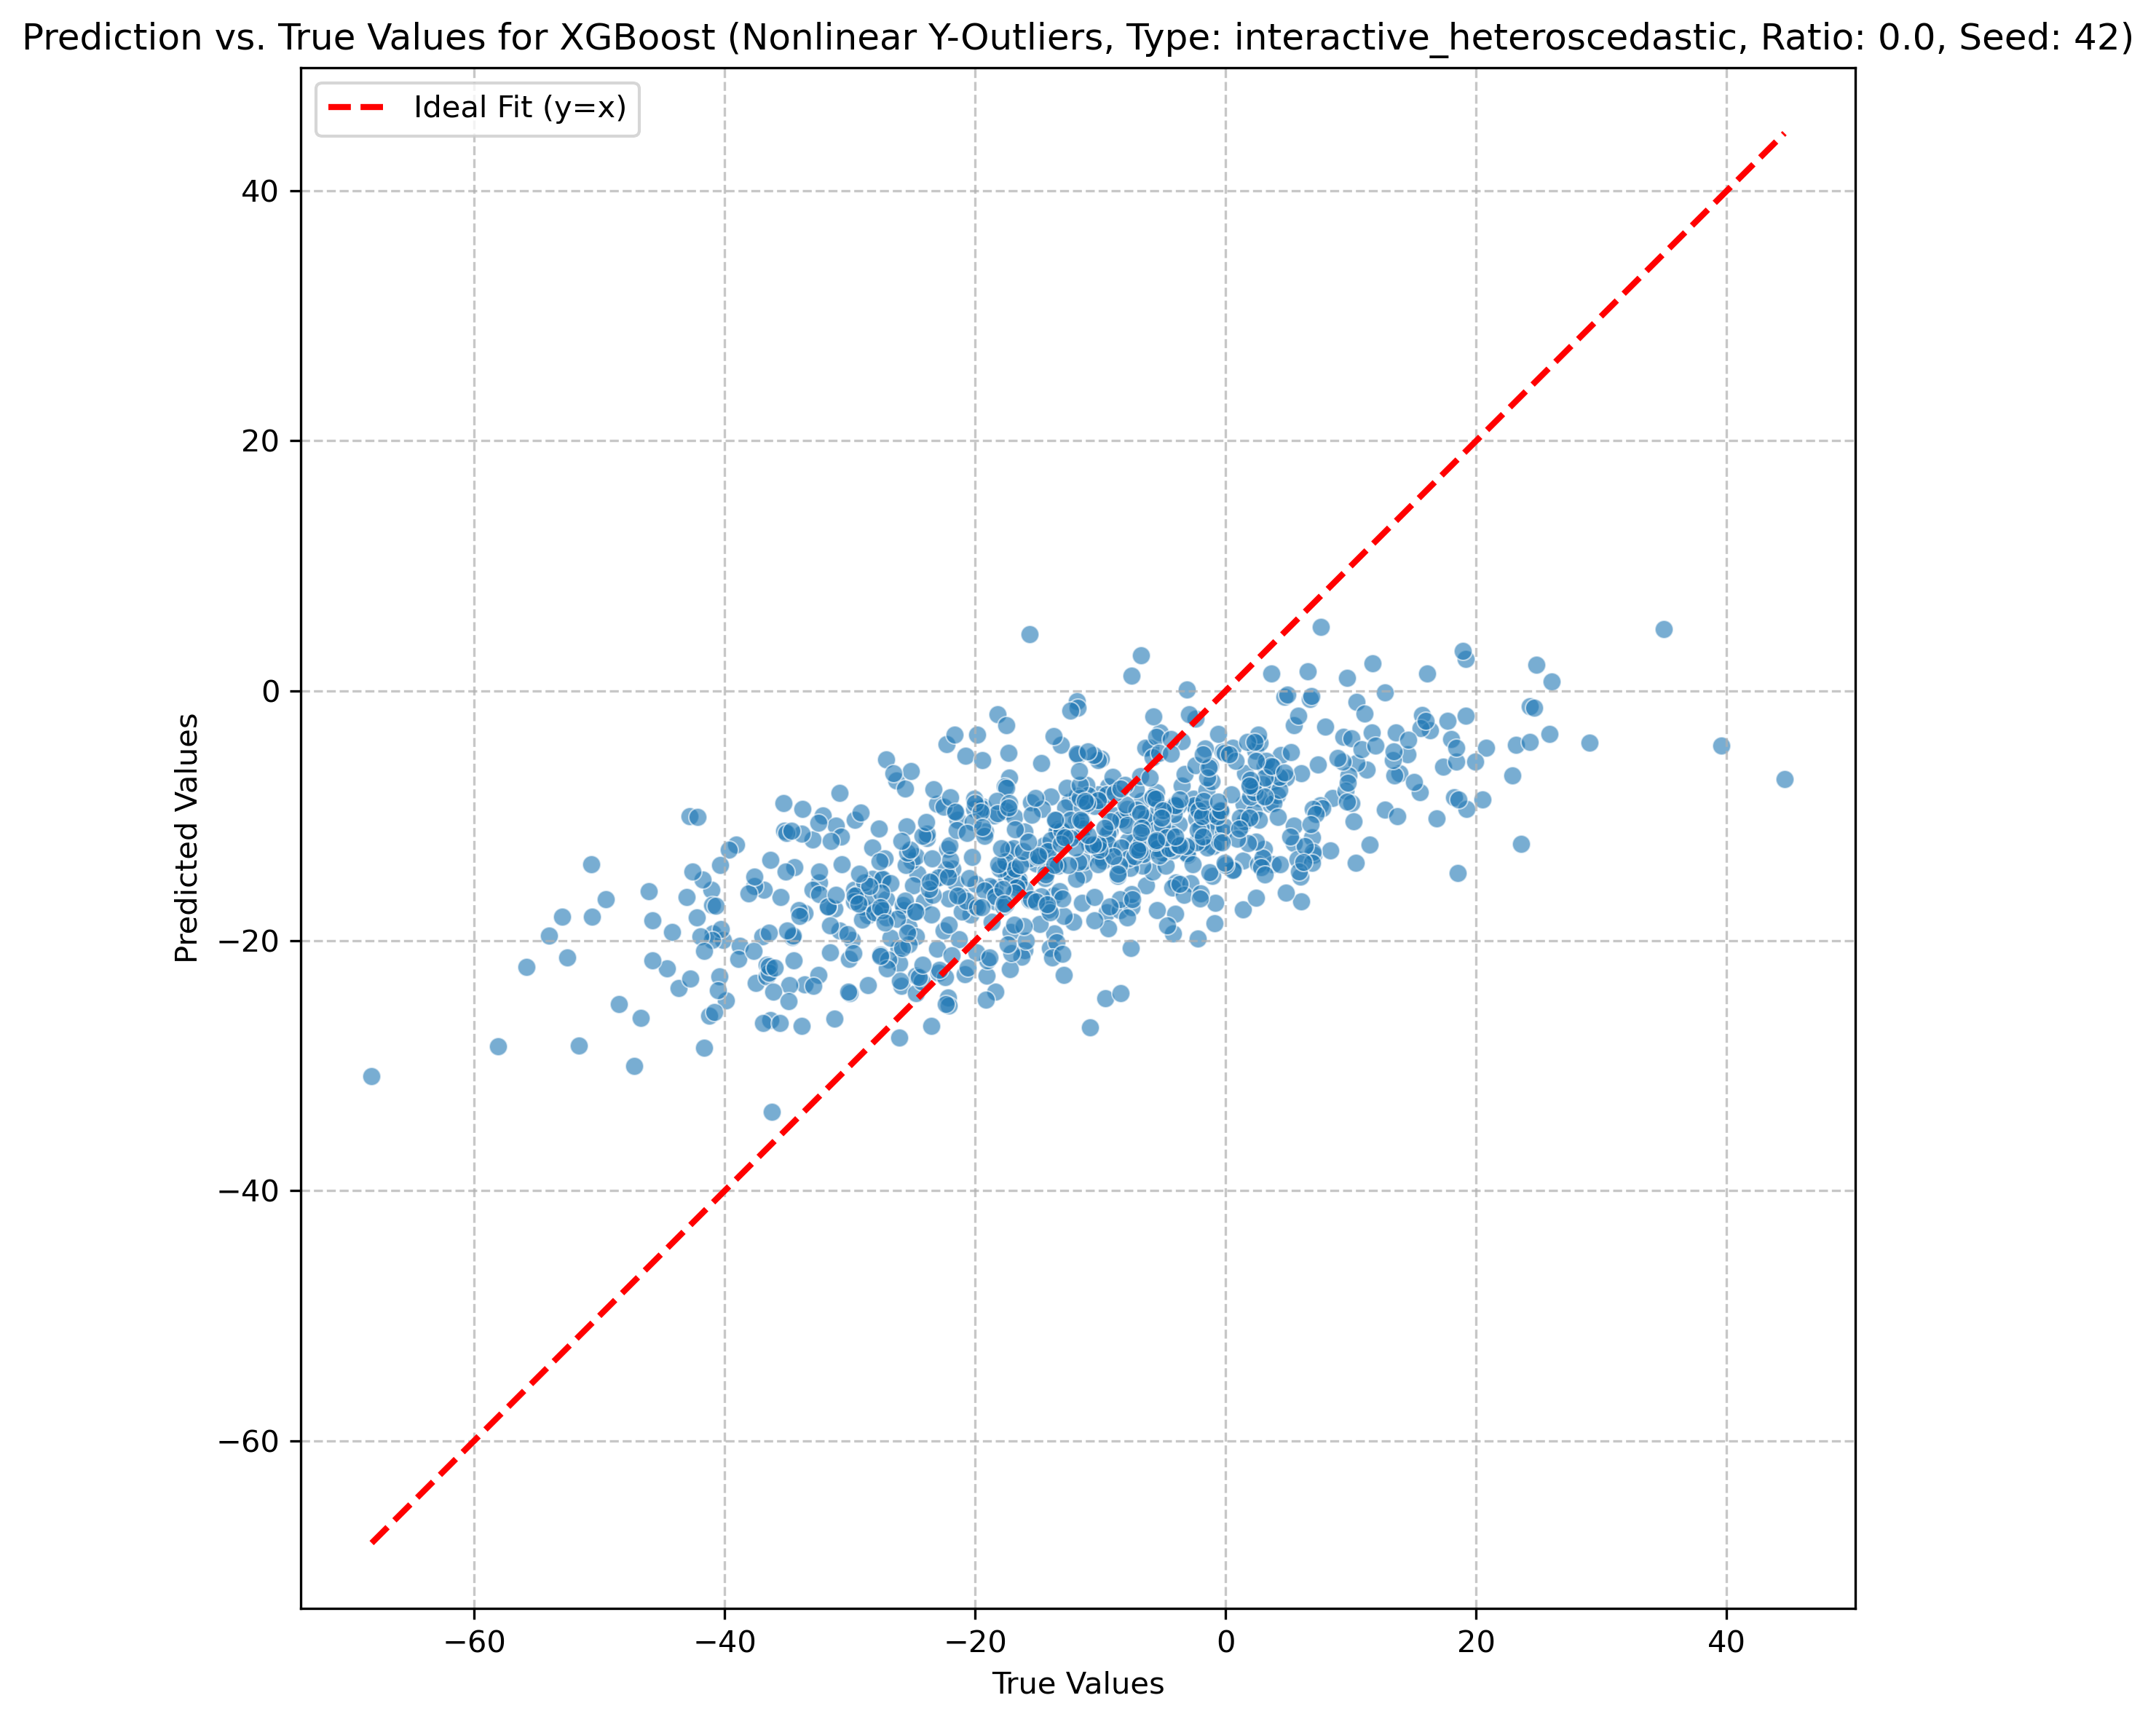 Prediction vs. True Values for XGBoost (Nonlinear Y-Outliers, Type: interactive_heteroscedastic, Ratio: 0.0, Seed: 42)
Ideal Fit (y=x)
40
20
0
−20
−40
−60
Predicted Values
−60 −40 −20 0 20 40
True Values